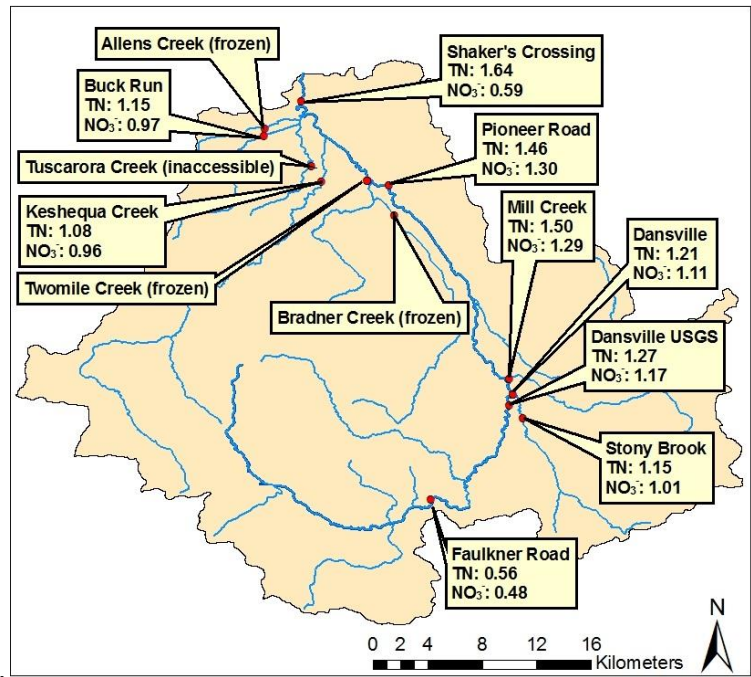 Allens Creek (frozen)
Buck Run
TN: 1.15
NO₃⁻: 0.97
Tuscarora Creek (inaccessible)
Keshequa Creek
TN: 1.08
NO₃⁻: 0.96
Twomile Creek (frozen)
Shaker's Crossing
TN: 1.64
NO₃⁻: 0.59
Pioneer Road
TN: 1.46
NO₃⁻: 1.30
Mill Creek
TN: 1.50
NO₃⁻: 1.29
Dansville
TN: 1.21
NO₃⁻: 1.11
Bradner Creek (frozen)
Dansville USGS
TN: 1.27
NO₃⁻: 1.17
Stony Brook
TN: 1.15
NO₃⁻: 1.01
Faulkner Road
TN: 0.56
NO₃⁻: 0.48
N
0 2 4 8 12 16
Kilometers